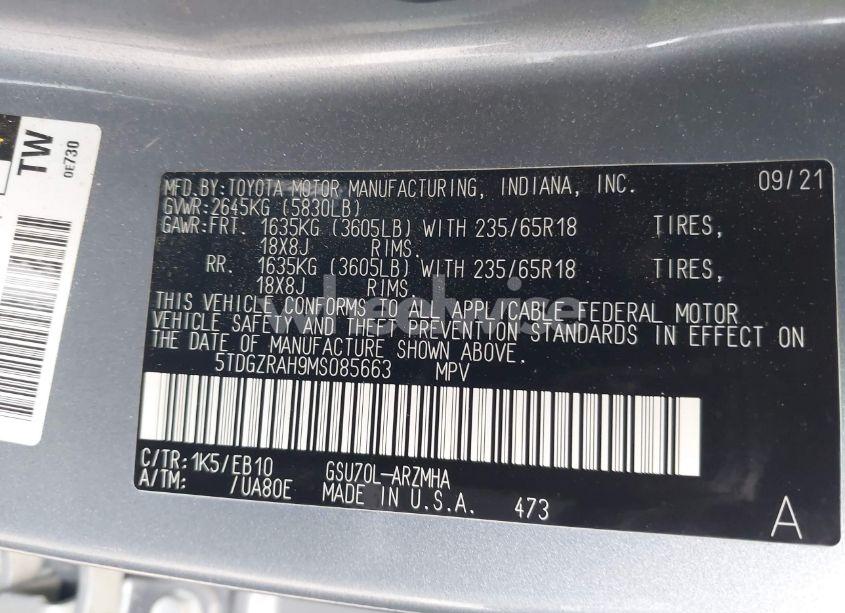 TW
0E730
MFD. BY: TOYOTA MOTOR MANUFACTURING, INDIANA, INC. 09/21
GVWR: 2645KG (5830LB)
GAWR: FRT. 1635KG (3605LB) WITH 235/65R18 TIRES,
18X8J RIMS.
RR. 1635KG (3605LB) WITH 235/65R18 TIRES,
18X8J RIMS.
THIS VEHICLE CONFORMS TO ALL APPLICABLE FEDERAL MOTOR
VEHICLE SAFETY AND THEFT PREVENTION STANDARDS IN EFFECT ON
THE DATE OF MANUFACTURE SHOWN ABOVE.
5TDGZRAH9MS085663 MPV
C/TR: 1K5/EB10 GSU70L-ARZMHA
A/TM: /UA80E MADE IN U.S.A. 473
A
wheelwise